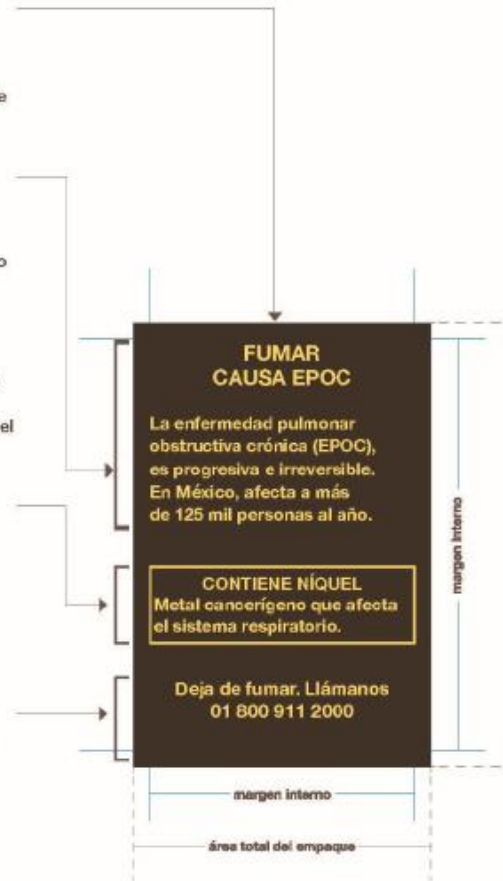 e
o
el
FUMAR
CAUSA EPOC
La enfermedad pulmonar
obstructiva crónica (EPOC),
es progresiva e irreversible.
En México, afecta a más
de 125 mil personas al año.
CONTIENE NÍQUEL
Metal cancerígeno que afecta
el sistema respiratorio.
Deja de fumar. Llámanos
01 800 911 2000
margen interno
margen interno
área total del empaque